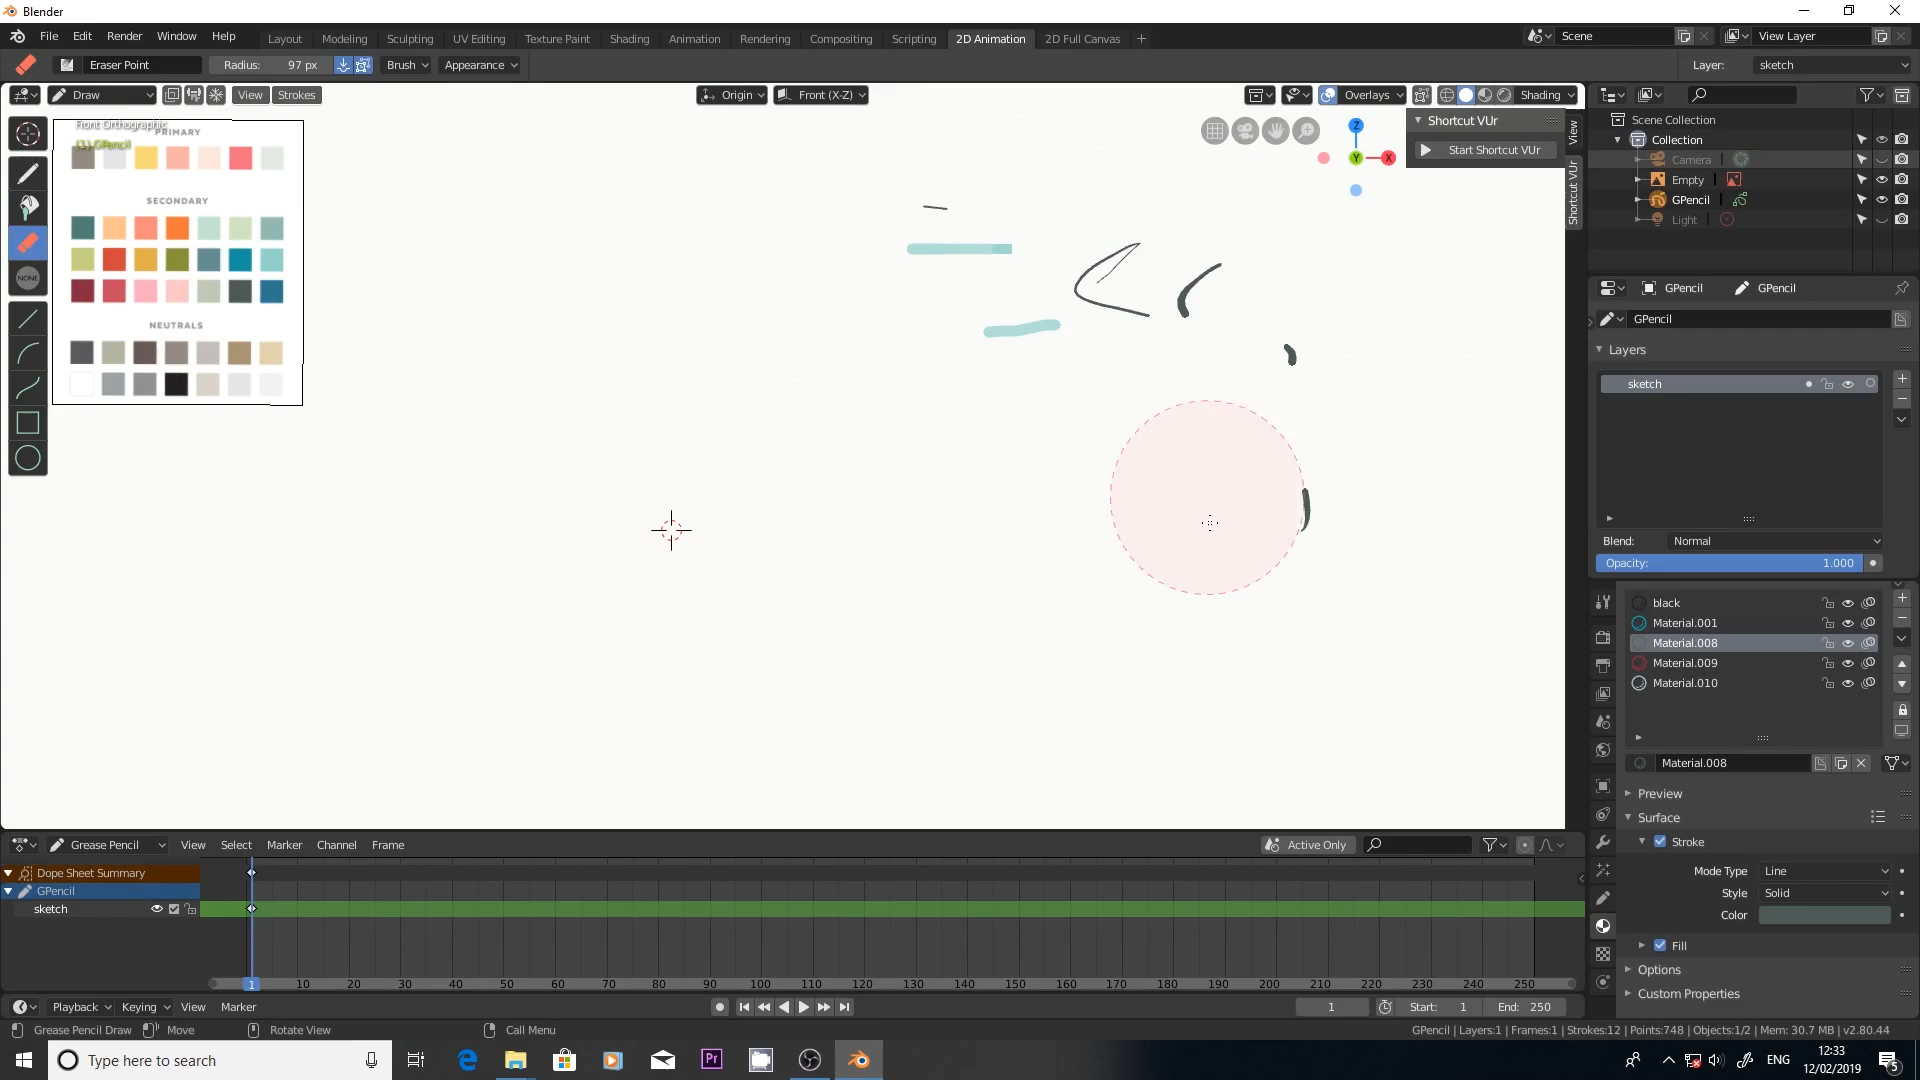 Blender
File Edit Render Window Help
Layout Modeling Sculpting UV Editing Texture Paint Shading Animation Rendering Compositing Scripting 2D Animation 2D Full Canvas +
Scene
View Layer
Eraser Point Radius: 97 px Brush Appearance
Layer: sketch
Draw View Strokes Origin Front (X-Z) Overlays Shading
Front Orthographic
(1) GPencil
PRIMARY
SECONDARY
NEUTRALS
NONE
Z
Y
X
Shortcut VUr
Start Shortcut VUr
View
Shortcut VUr
Scene Collection
Collection
Camera
Empty
GPencil
Light
GPencil GPencil
GPencil
Layers
sketch
Blend: Normal
Opacity: 1.000
black
Material.001
Material.008
Material.009
Material.010
Material.008
Preview
Surface
Stroke
Mode Type Line
Style Solid
Color
Fill
Options
Custom Properties
Grease Pencil View Select Marker Channel Frame Active Only
Dope Sheet Summary
GPencil
sketch
1 10 20 30 40 50 60 70 80 90 100 110 120 130 140 150 160 170 180 190 200 210 220 230 240 250
Playback Keying View Marker 1 Start: 1 End: 250
Grease Pencil Draw Move Rotate View Call Menu GPencil | Layers:1 | Frames:1 | Strokes:12 | Points:748 | Objects:1/2 | Mem: 30.7 MB | v2.80.44
Type here to search
Pr
ENG
12:33
12/02/2019
5